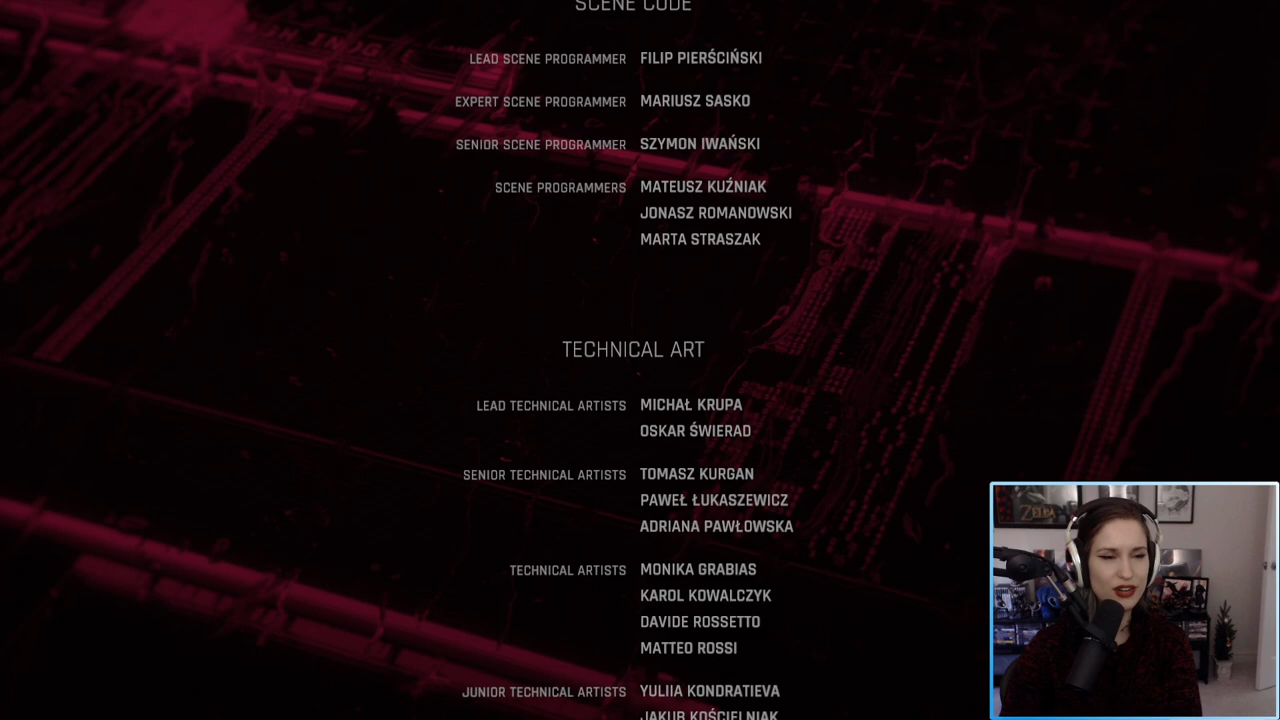 SCENE CODE
LEAD SCENE PROGRAMMER FILIP PIERŚCIŃSKI
EXPERT SCENE PROGRAMMER MARIUSZ SASKO
SENIOR SCENE PROGRAMMER SZYMON IWAŃSKI
SCENE PROGRAMMERS MATEUSZ KUŹNIAK
JONASZ ROMANOWSKI
MARTA STRASZAK
TECHNICAL ART
LEAD TECHNICAL ARTISTS MICHAŁ KRUPA
OSKAR ŚWIERAD
SENIOR TECHNICAL ARTISTS TOMASZ KURGAN
PAWEŁ ŁUKASZEWICZ
ADRIANA PAWŁOWSKA
TECHNICAL ARTISTS MONIKA GRABIAS
KAROL KOWALCZYK
DAVIDE ROSSETTO
MATTEO ROSSI
JUNIOR TECHNICAL ARTISTS YULIIA KONDRATIEVA
JAKUB KOŚCIELNIAK
ZELDA